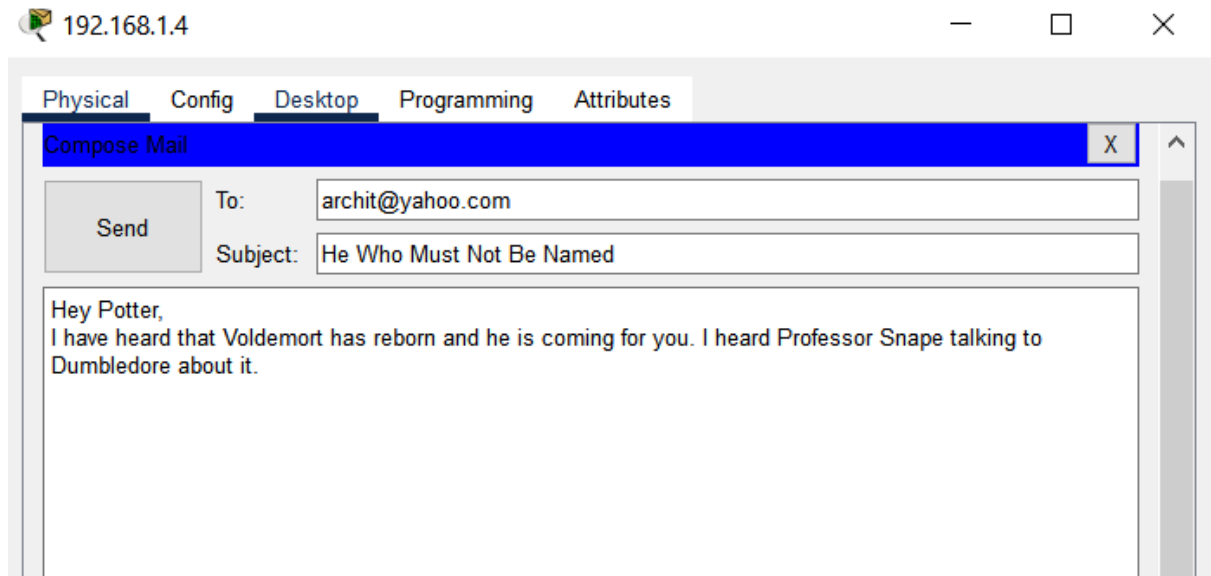 192.168.1.4
Physical Config Desktop Programming Attributes
Compose Mail X
Send
To: archit@yahoo.com
Subject: He Who Must Not Be Named
Hey Potter,
I have heard that Voldemort has reborn and he is coming for you. I heard Professor Snape talking to
Dumbledore about it.